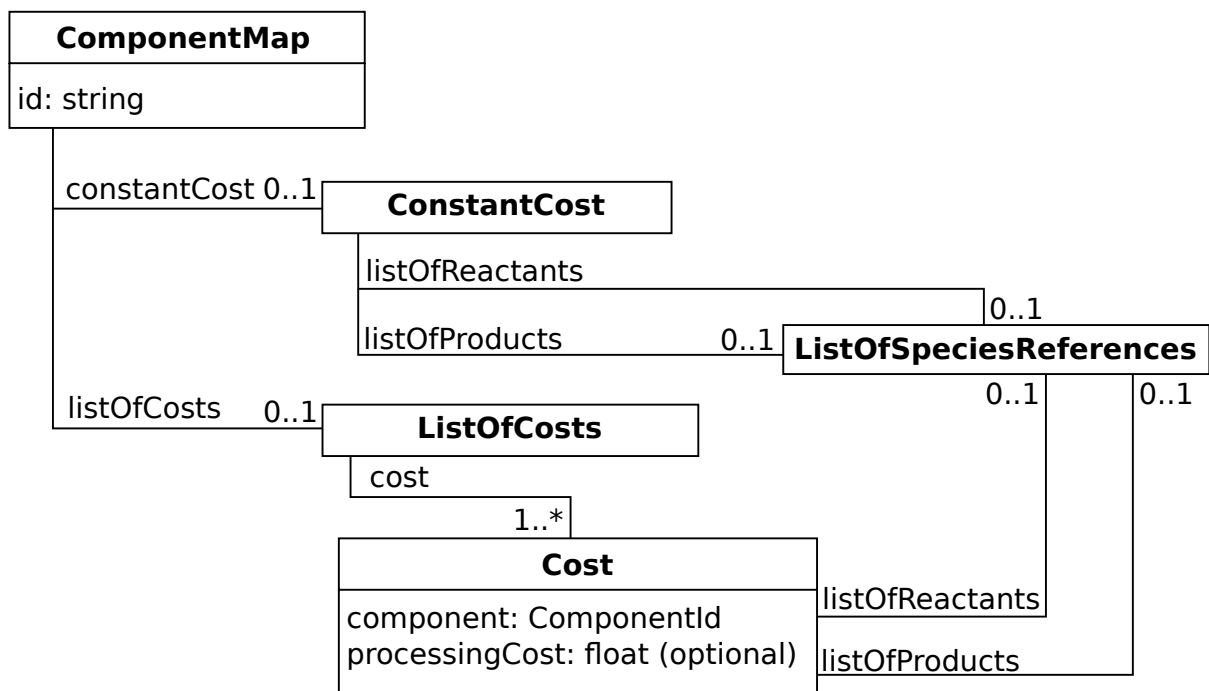 ComponentMap
id: string
constantCost 0..1
ConstantCost
listOfReactants
0..1
listOfProducts 0..1
ListOfSpeciesReferences
0..1 0..1
listOfCosts 0..1
ListOfCosts
cost
1..*
Cost
component: ComponentId
processingCost: float (optional)
listOfReactants
listOfProducts